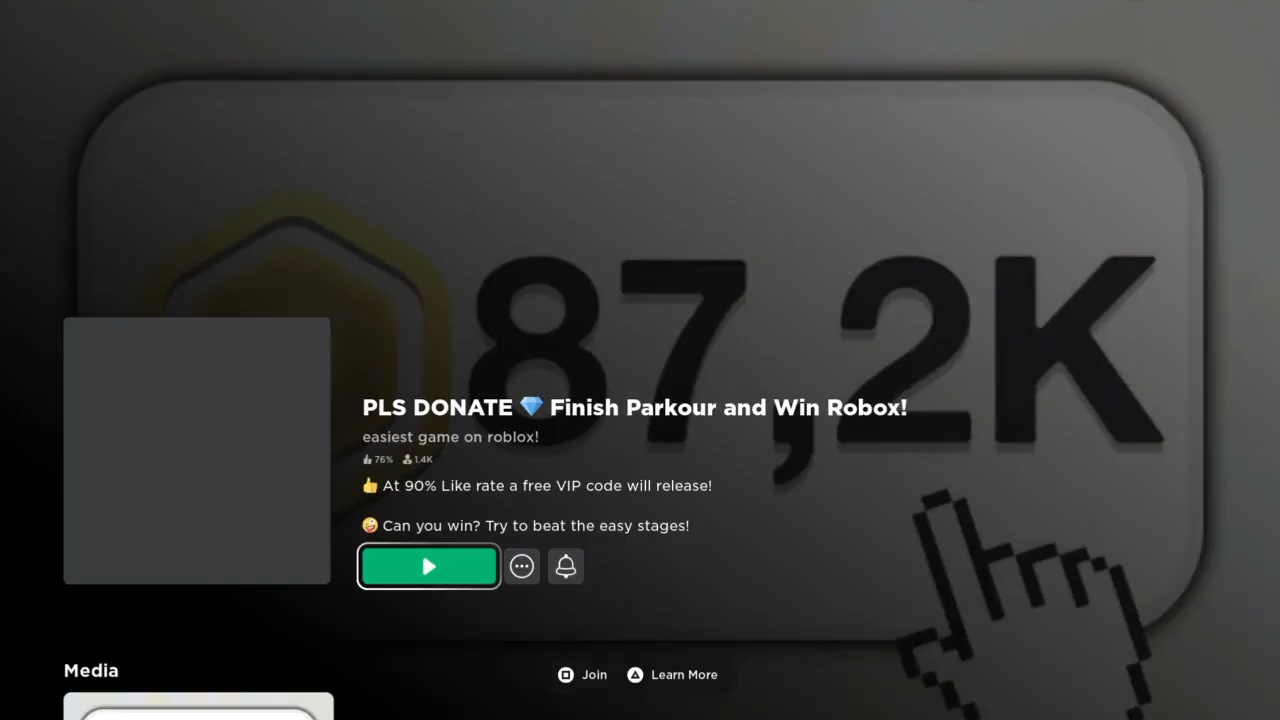 87,2K
PLS DONATE 💎 Finish Parkour and Win Robox!
easiest game on roblox!
76% 1.4K
👍 At 90% Like rate a free VIP code will release!
🤪 Can you win? Try to beat the easy stages!
Media
Join Learn More